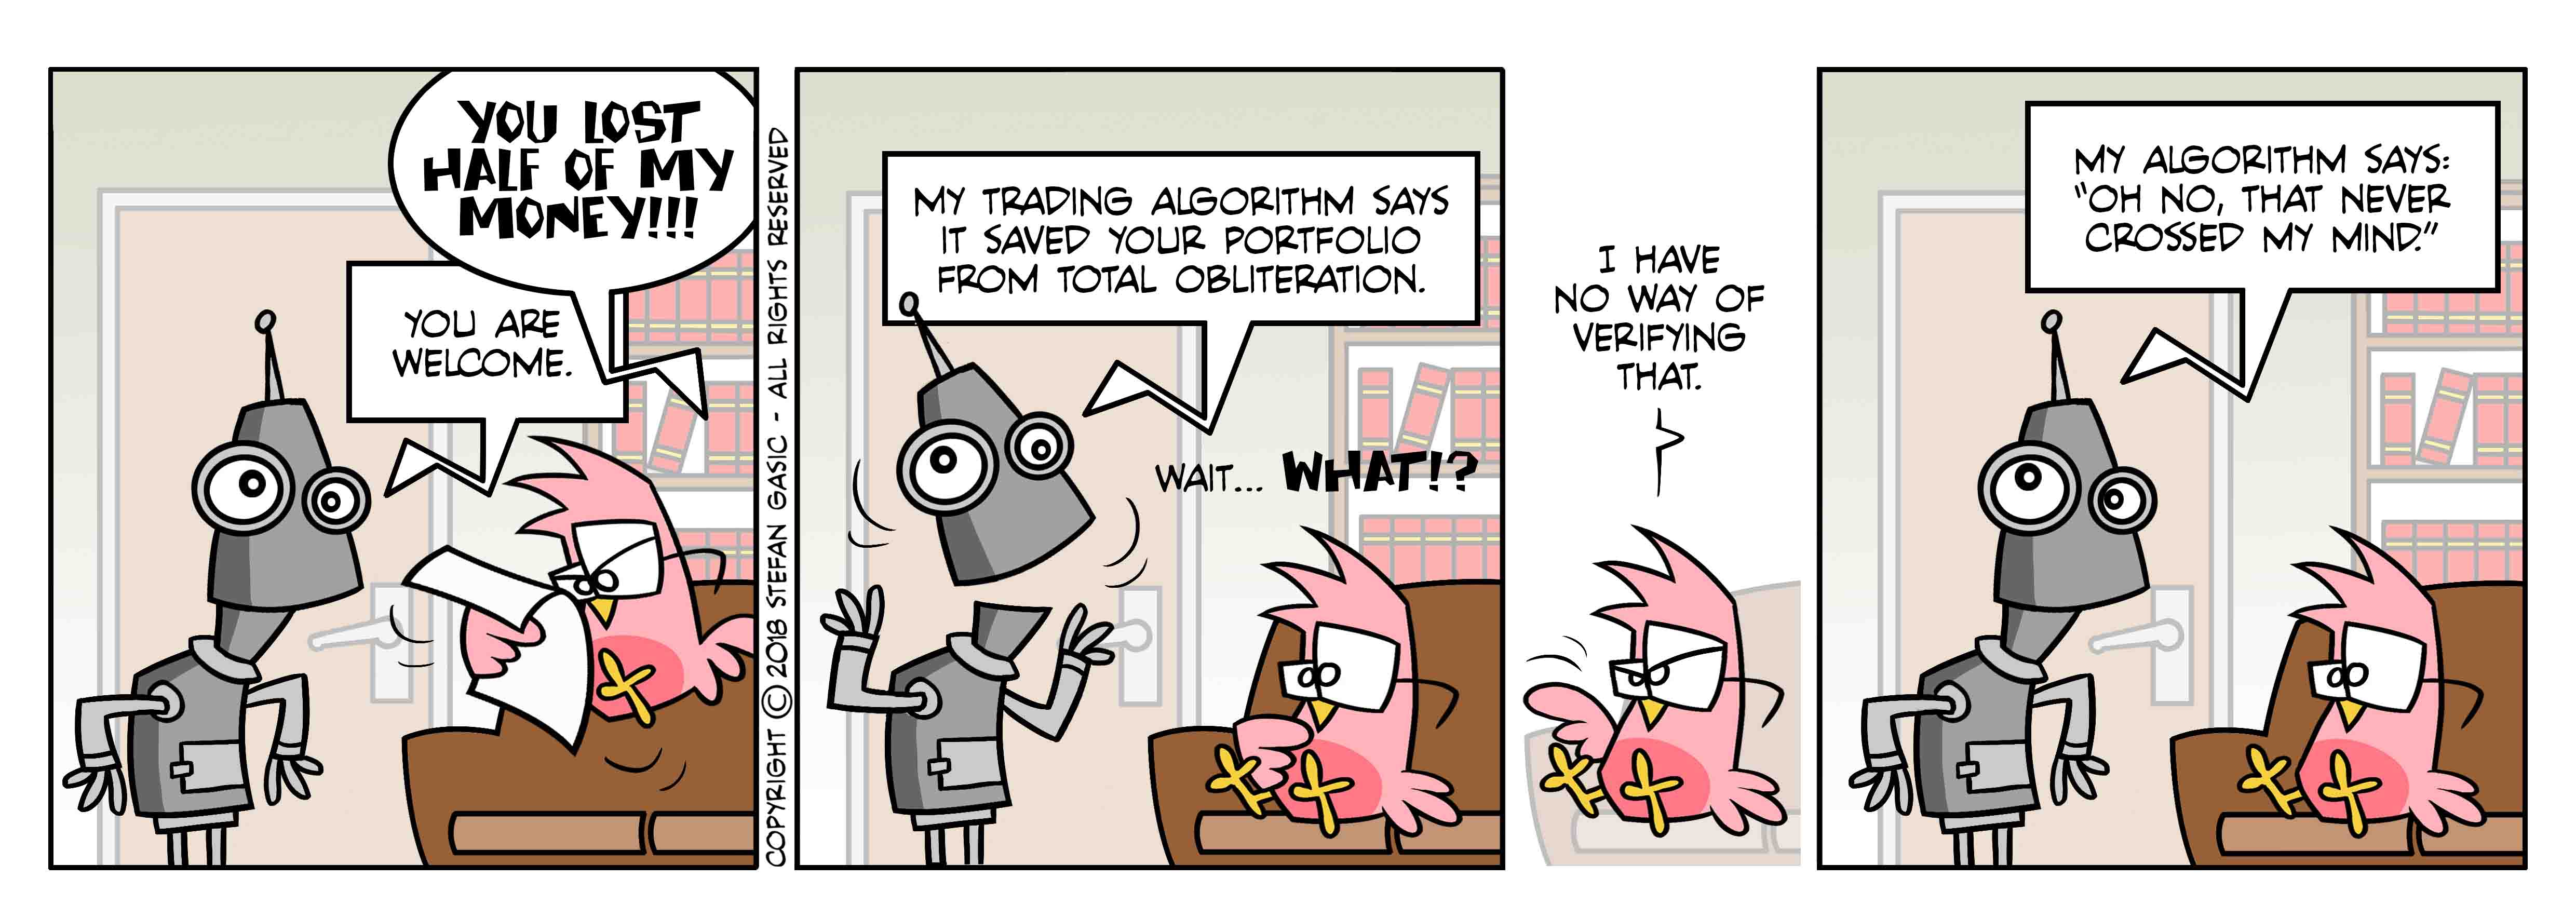 YOU LOST
HALF OF MY
MONEY!!!
YOU ARE
WELCOME.
COPYRIGHT © 2018 STEFAN GASIC - ALL RIGHTS RESERVED
MY TRADING ALGORITHM SAYS
IT SAVED YOUR PORTFOLIO
FROM TOTAL OBLITERATION.
WAIT... WHAT!?
I HAVE
NO WAY OF
VERIFYING
THAT.
MY ALGORITHM SAYS:
"OH NO, THAT NEVER
CROSSED MY MIND."